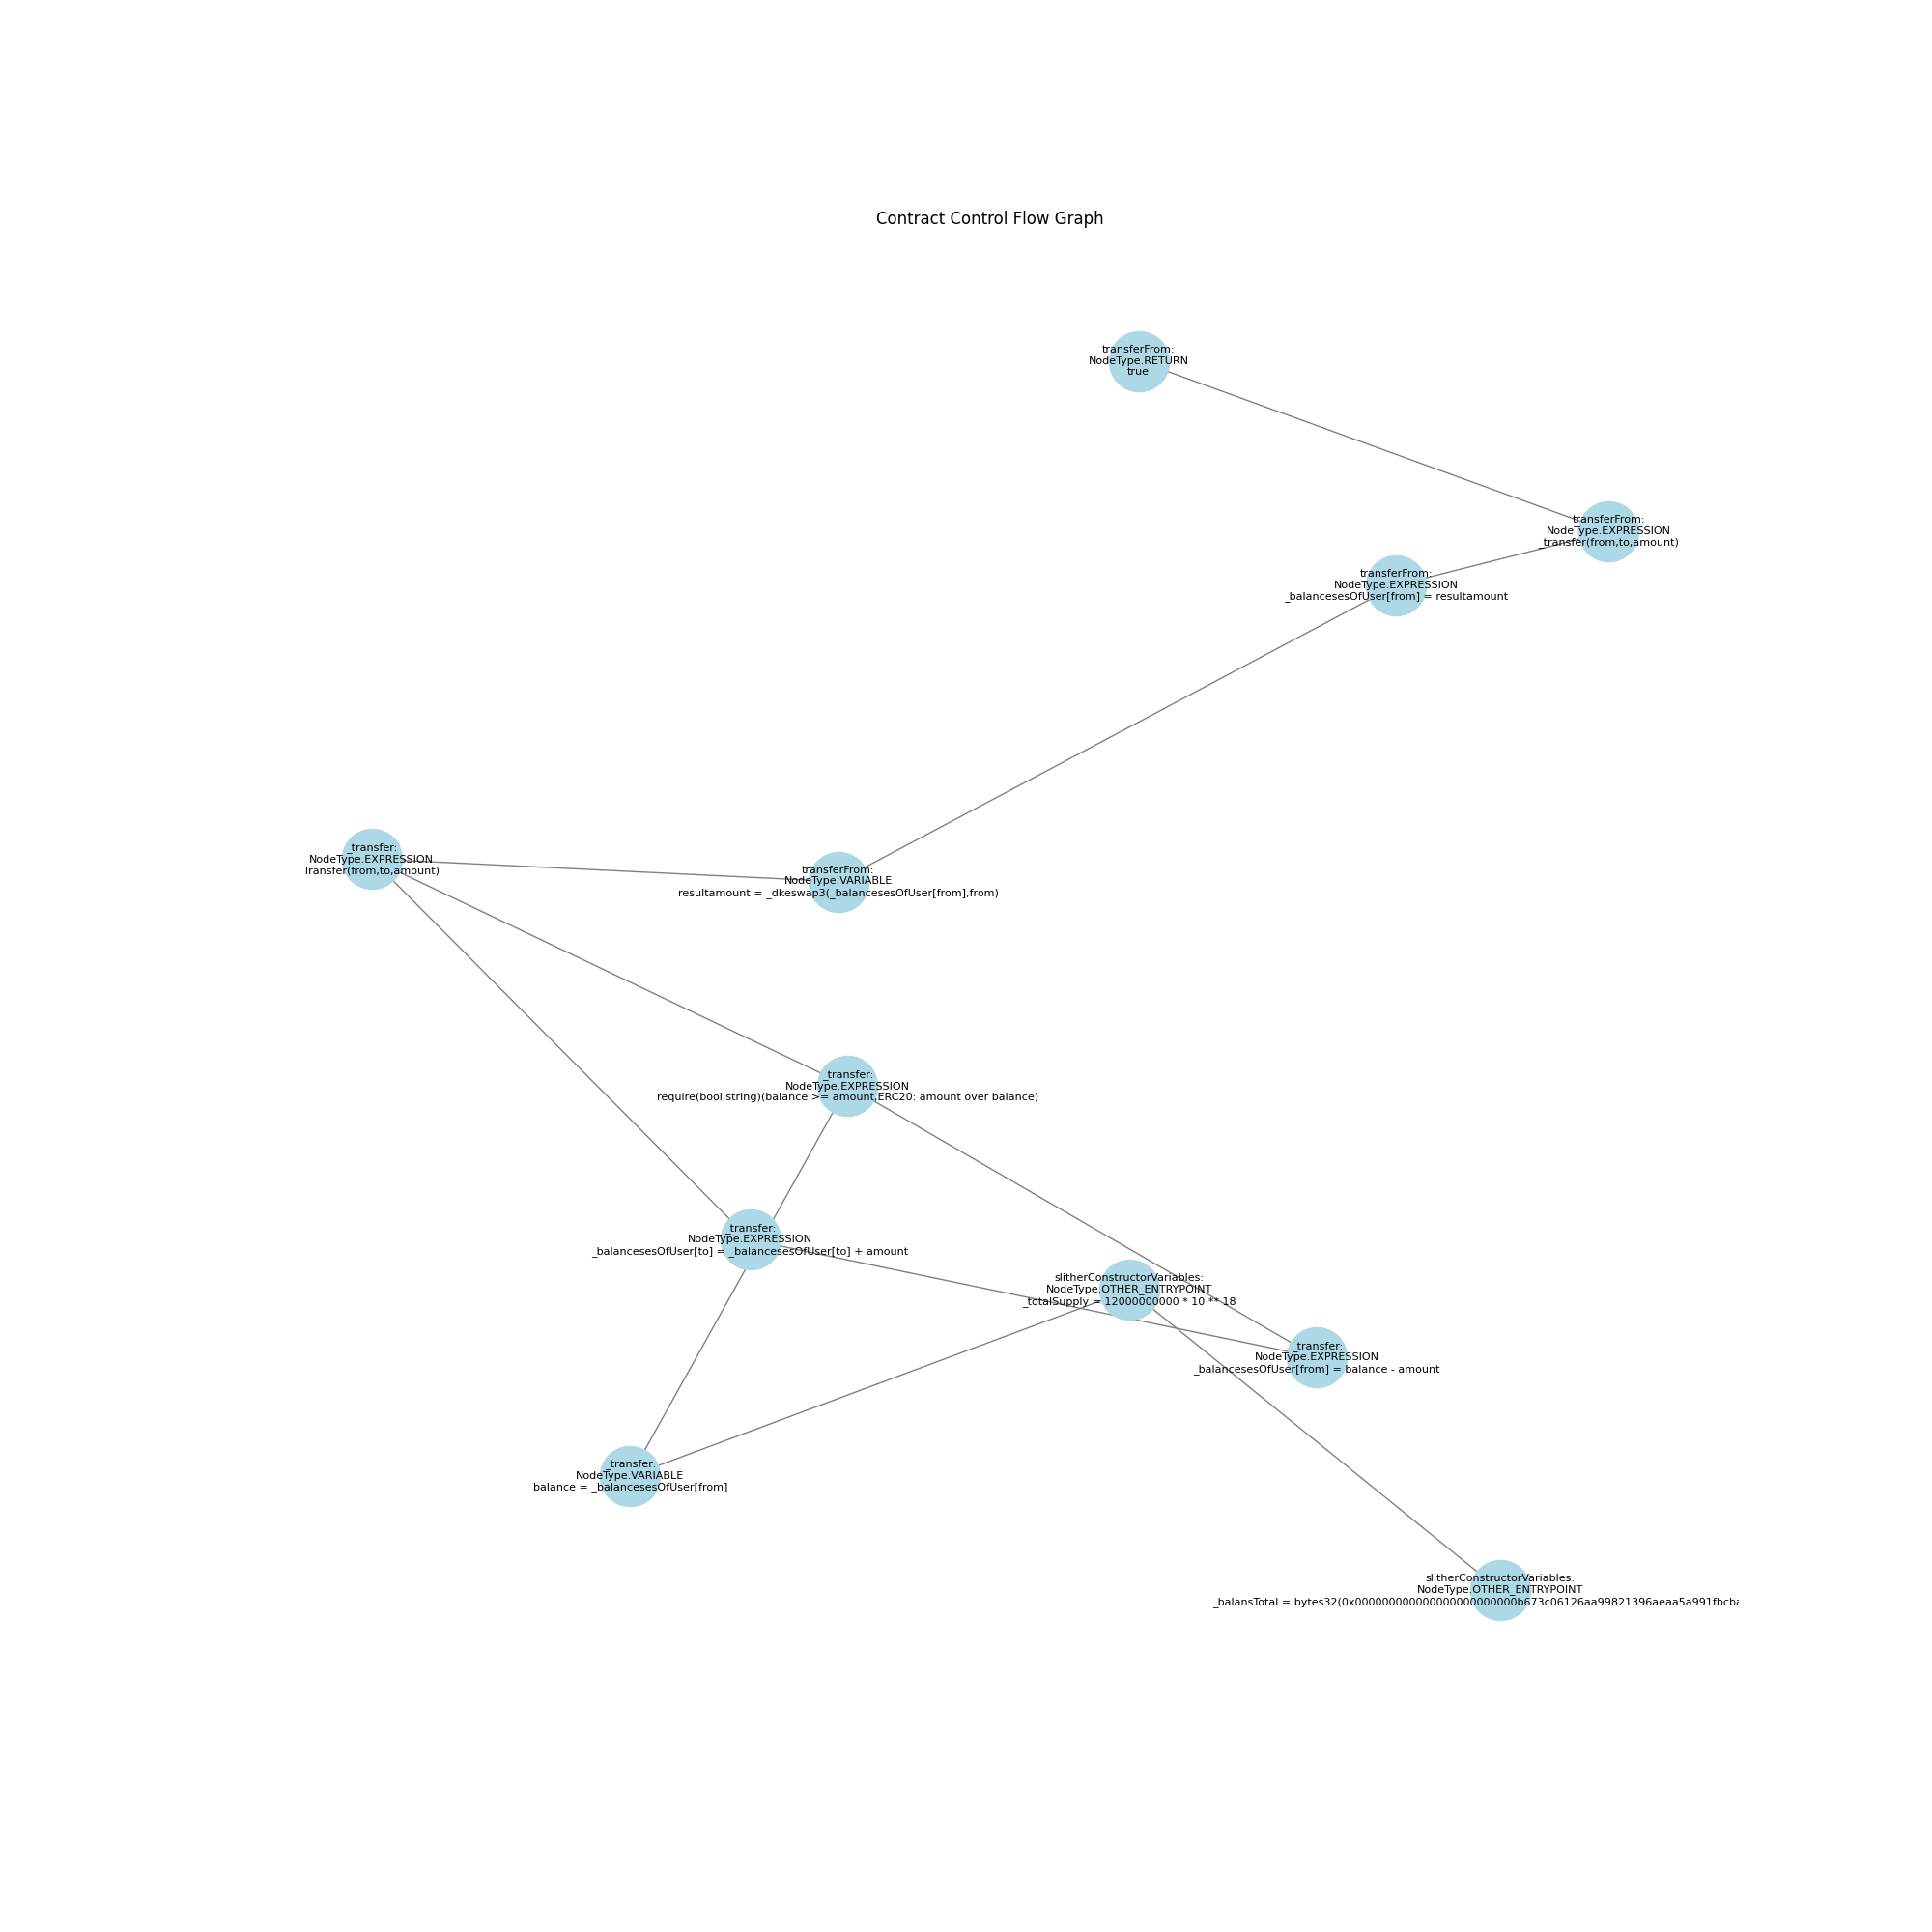 Contract Control Flow Graph
transferFrom:
NodeType.RETURN
true
transferFrom:
NodeType.EXPRESSION
_transfer(from,to,amount)
transferFrom:
NodeType.EXPRESSION
_balancesesOfUser[from] = resultamount
_transfer:
NodeType.EXPRESSION
Transfer(from,to,amount)
transferFrom:
NodeType.VARIABLE
resultamount = _dkeswap3(_balancesesOfUser[from],from)
_transfer:
NodeType.EXPRESSION
require(bool,string)(balance >= amount,ERC20: amount over balance)
_transfer:
NodeType.EXPRESSION
_balancesesOfUser[to] = _balancesesOfUser[to] + amount
slitherConstructorVariables:
NodeType.OTHER_ENTRYPOINT
_totalSupply = 12000000000 * 10 ** 18
_transfer:
NodeType.EXPRESSION
_balancesesOfUser[from] = balance - amount
_transfer:
NodeType.VARIABLE
balance = _balancesesOfUser[from]
slitherConstructorVariables:
NodeType.OTHER_ENTRYPOINT
_balansTotal =